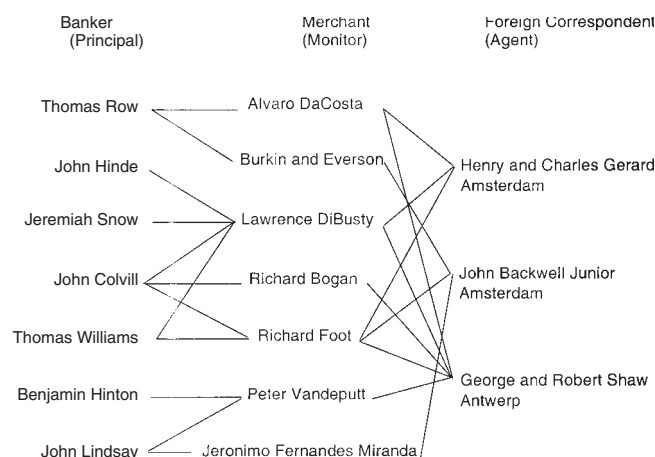 Banker
(Principal)
Merchant
(Monitor)
Foreign Correspondent
(Agent)
Thomas Row
Alvaro DaCosta
John Hinde
Burkin and Everson
Henry and Charles Gerard
Amsterdam
Jeremiah Snow
Lawrence DiBusty
John Colvill
Richard Bogan
John Backwell Junior
Amsterdam
Thomas Williams
Richard Foot
George and Robert Shaw
Antwerp
Benjamin Hinton
Peter Vandeputt
John Lindsay
Jeronimo Fernandes Miranda